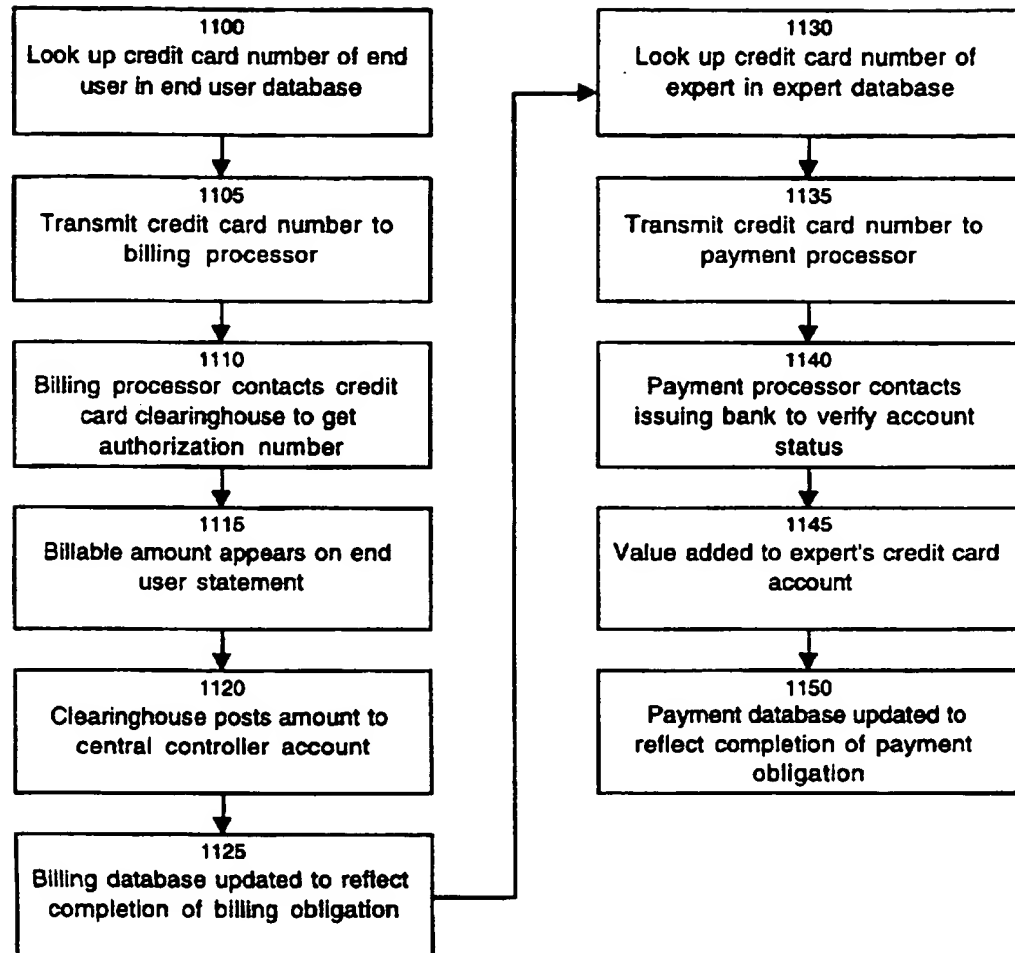 1100
Look up credit card number of end
user in end user database
1105
Transmit credit card number to
billing processor
1110
Billing processor contacts credit
card clearinghouse to get
authorization number
1115
Billable amount appears on end
user statement
1120
Clearinghouse posts amount to
central controller account
1125
Billing database updated to reflect
completion of billing obligation
1130
Look up credit card number of
expert in expert database
1135
Transmit credit card number to
payment processor
1140
Payment processor contacts
issuing bank to verify account
status
1145
Value added to expert's credit card
account
1150
Payment database updated to
reflect completion of payment
obligation